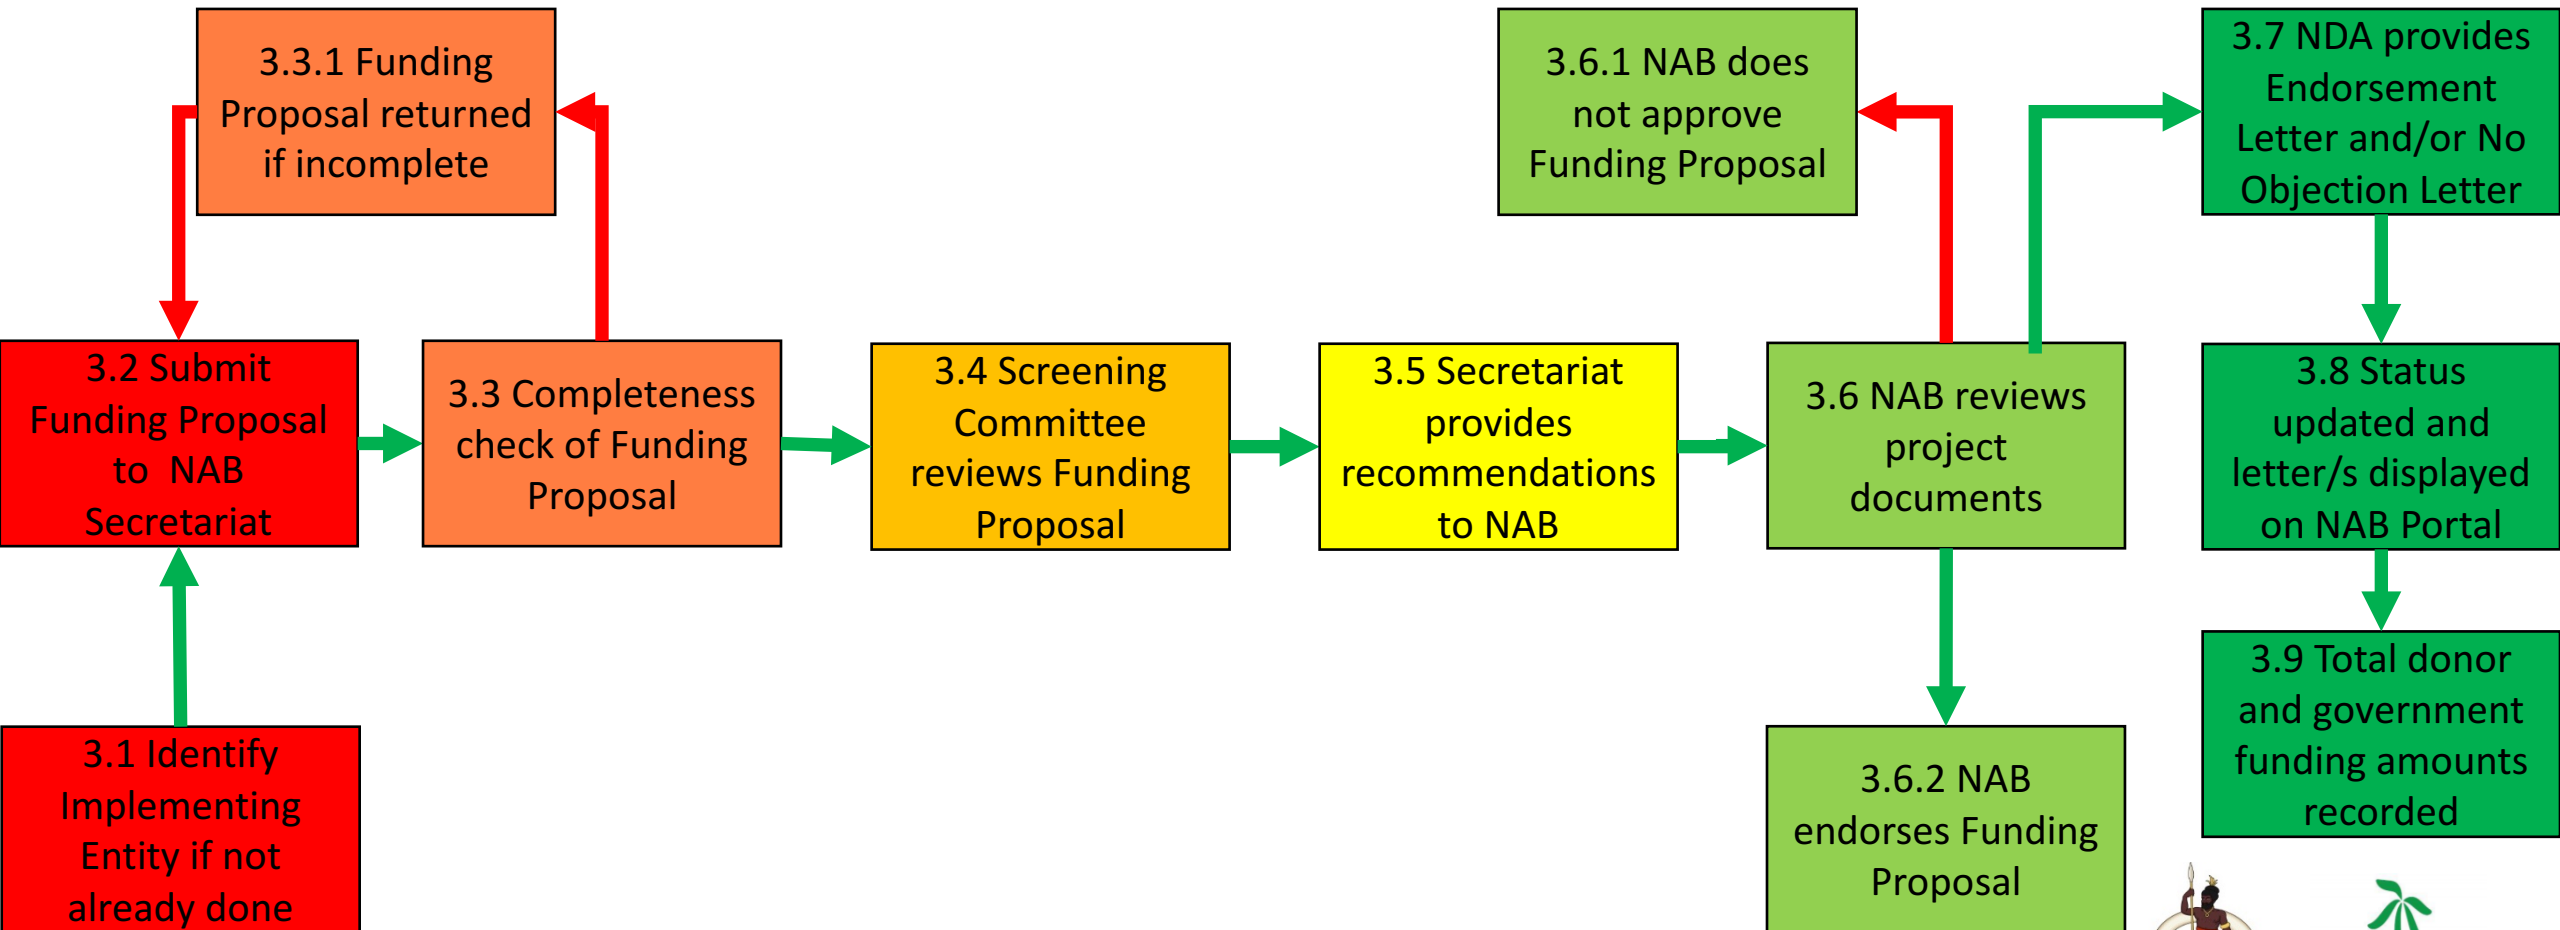 3.3.1 Funding
Proposal returned
if incomplete
3.6.1 NAB does
not approve
Funding Proposal
3.7 NDA provides
Endorsement
Letter and/or No
Objection Letter
3.2 Submit
Funding Proposal
to NAB
Secretariat
3.3 Completeness
check of Funding
Proposal
3.4 Screening
Committee
reviews Funding
Proposal
3.5 Secretariat
provides
recommendations
to NAB
3.6 NAB reviews
project
documents
3.8 Status
updated and
letter/s displayed
on NAB Portal
3.1 Identify
Implementing
Entity if not
already done
3.6.2 NAB
endorses Funding
Proposal
3.9 Total donor
and government
funding amounts
recorded